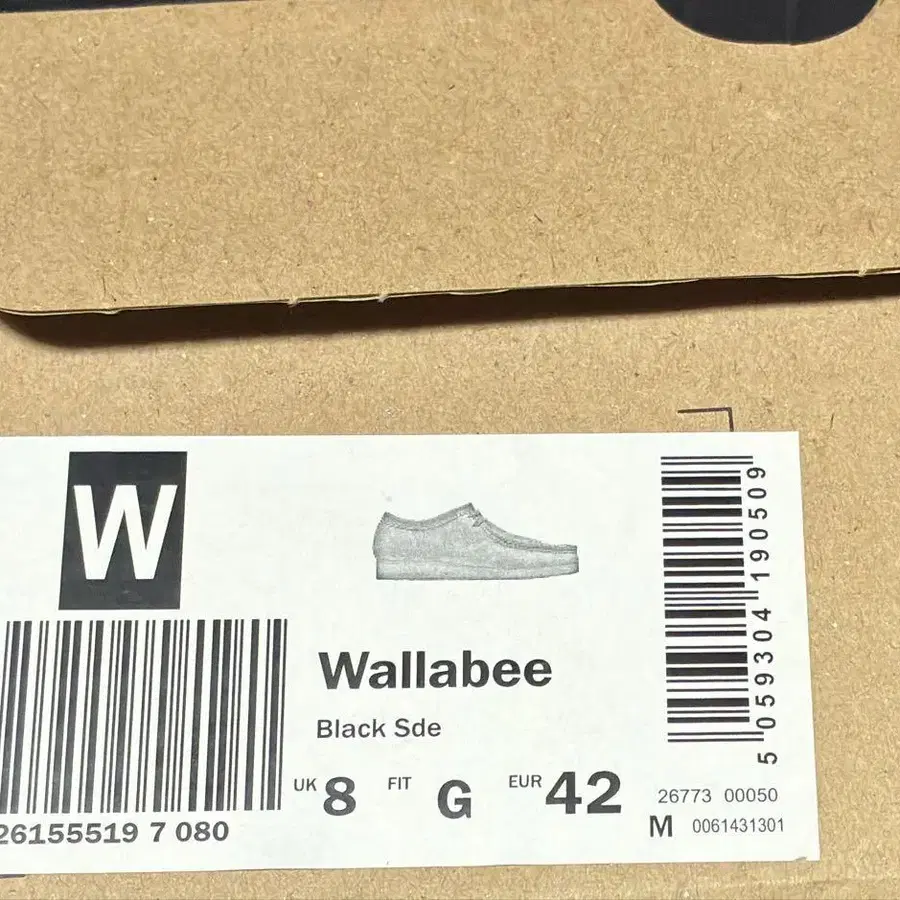 W
Wallabee
Black Sde
UK 8 FIT G EUR 42
26155519 7 080
5 059304 190509
26773 00050
M 0061431301